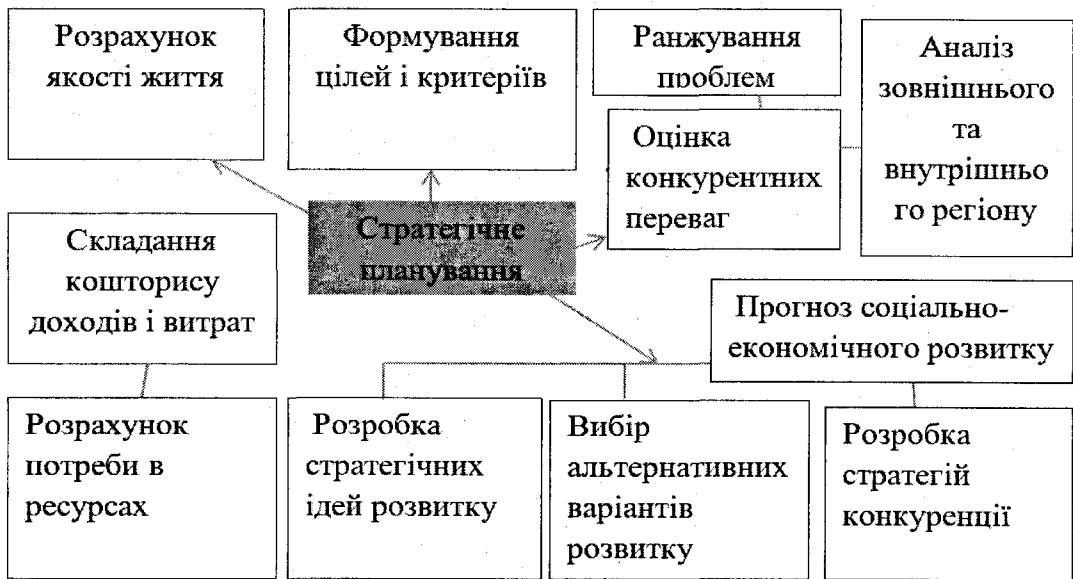 Розрахунок
якості життя
Формування
цілей і критеріїв
Ранжування
проблем
Аналіз
зовнішнього
та
внутрішньо
го регіону
Оцінка
конкурентних
переваг
Стратегічне
планування
Складання
кошторису
доходів і витрат
Прогноз соціально-
економічного розвитку
Розрахунок
потреби в
ресурсах
Розробка
стратегічних
ідей розвитку
Вибір
альтернативних
варіантів
розвитку
Розробка
стратегій
конкуренції